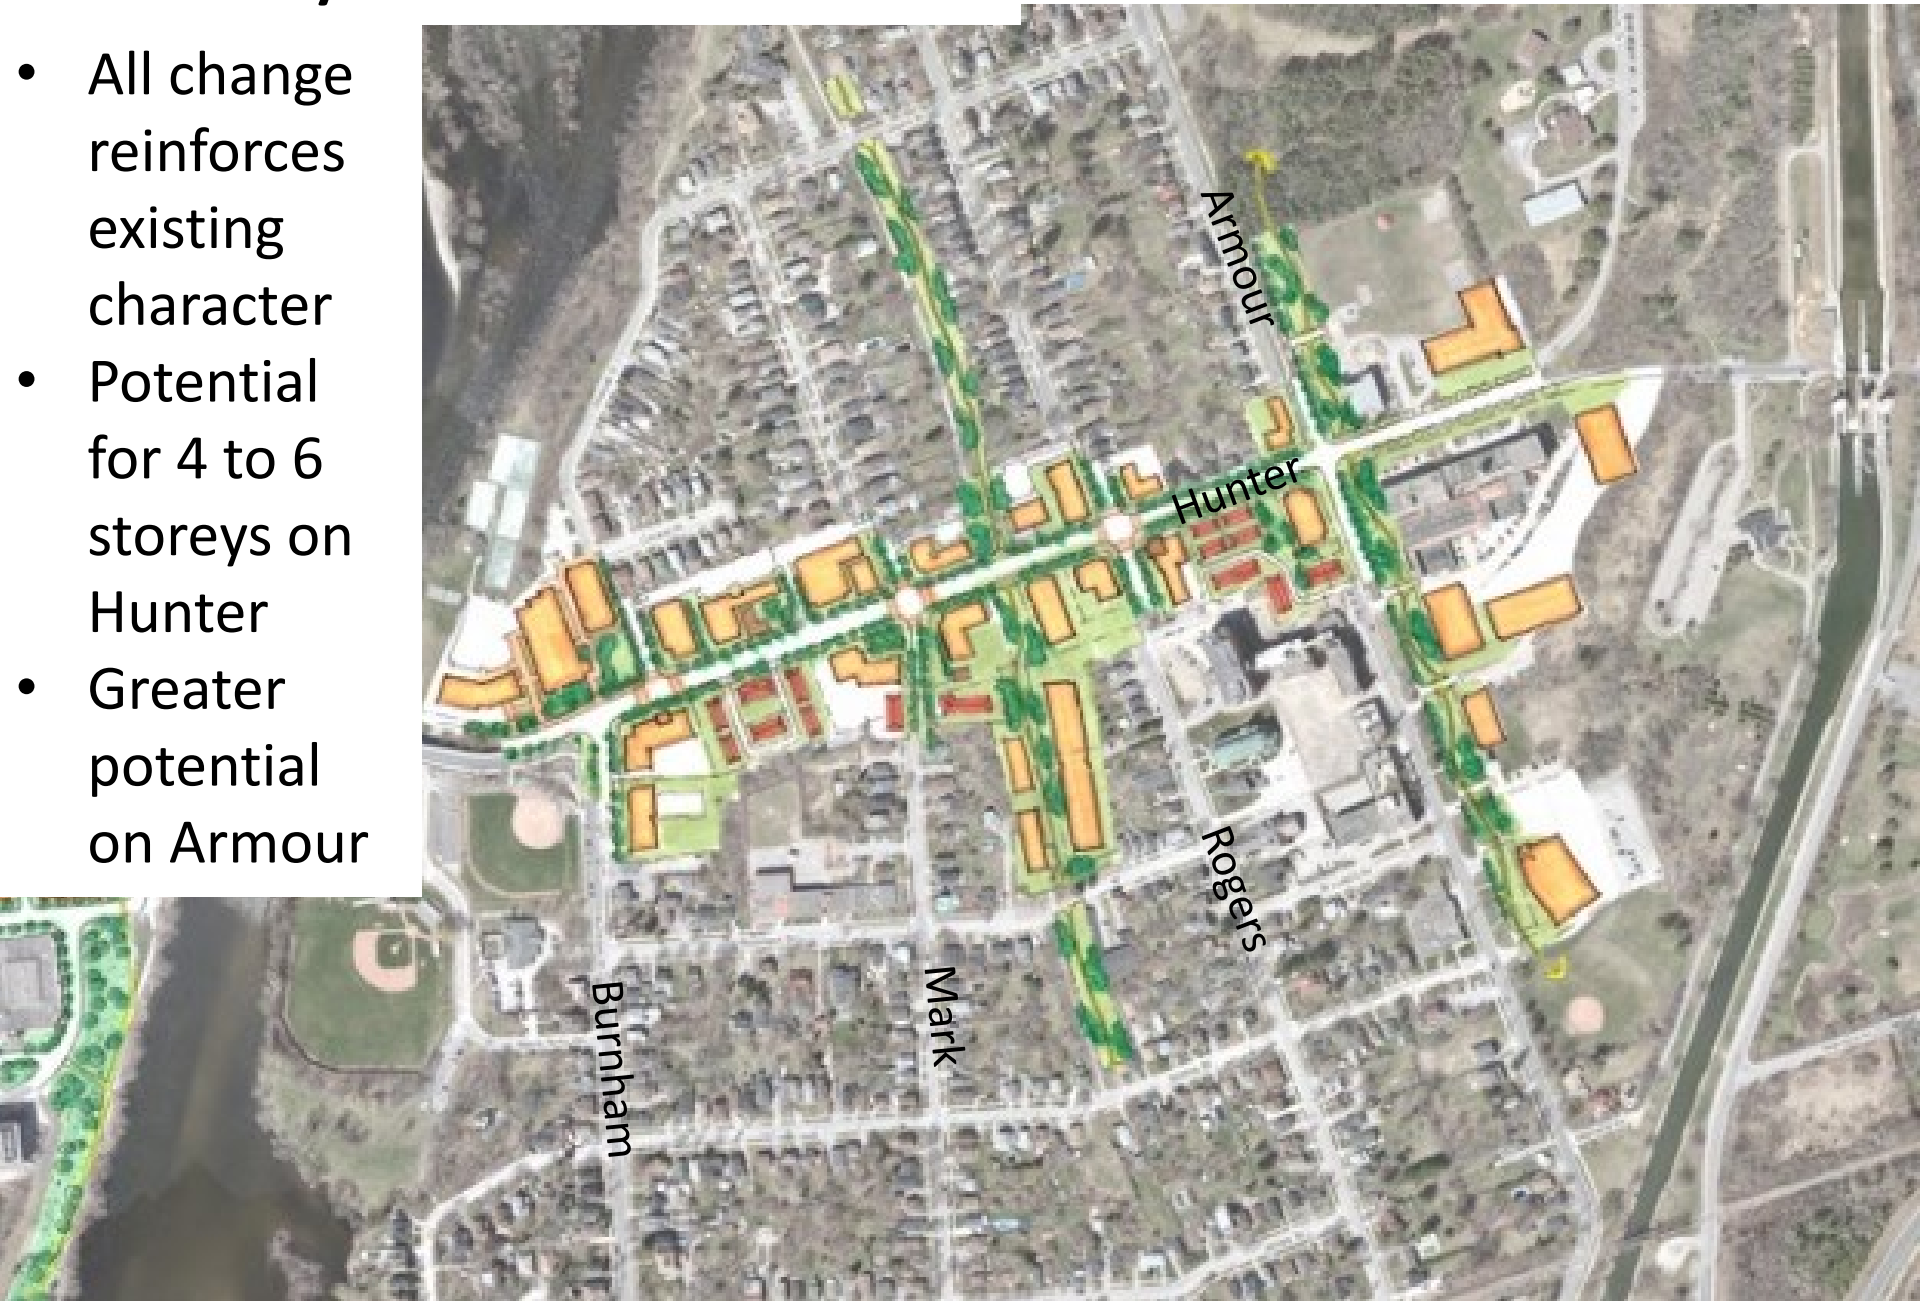 • All change
reinforces
existing
character
• Potential
for 4 to 6
storeys on
Hunter
• Greater
potential
on Armour
Armour
Hunter
Rogers
Mark
Burnham